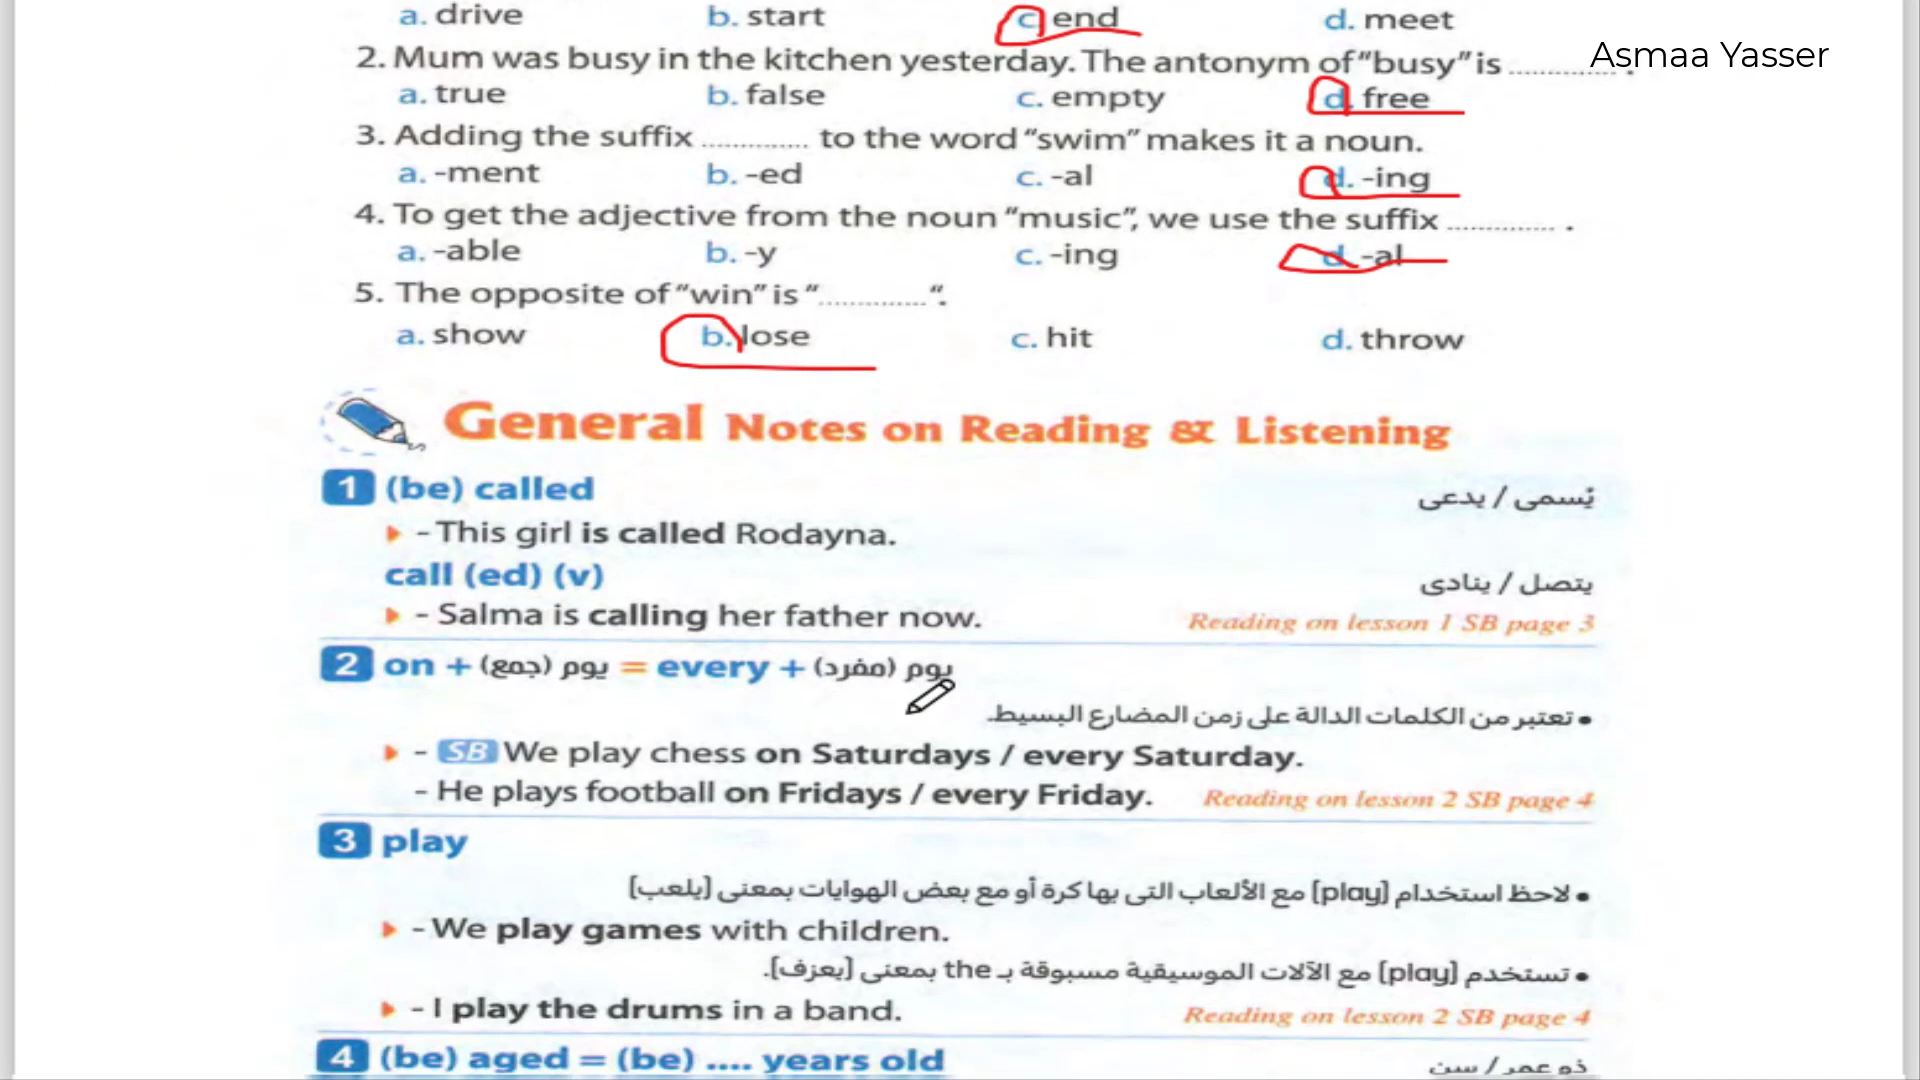 a. drive b. start c. end d. meet
2. Mum was busy in the kitchen yesterday. The antonym of "busy" is ............. .
Asmaa Yasser
a. true b. false c. empty d. free
3. Adding the suffix ............. to the word "swim" makes it a noun.
a. -ment b. -ed c. -al d. -ing
4. To get the adjective from the noun "music", we use the suffix ............. .
a. -able b. -y c. -ing d. -al
5. The opposite of "win" is ".............".
a. show b. lose c. hit d. throw
General Notes on Reading & Listening
1 (be) called يُسمى / يدعى
- This girl is called Rodayna.
call (ed) (v) يتصل / ينادى
- Salma is calling her father now. Reading on lesson 1 SB page 3
2 on + يوم (جمع) = every + يوم (مفرد)
• تعتبر من الكلمات الدالة على زمن المضارع البسيط.
- SB We play chess on Saturdays / every Saturday.
- He plays football on Fridays / every Friday. Reading on lesson 2 SB page 4
3 play
• لاحظ استخدام [play] مع الألعاب التى بها كرة أو مع بعض الهوايات بمعنى [يلعب]
- We play games with children.
• تستخدم [play] مع الآلات الموسيقية مسبوقة بـ the بمعنى [يعزف].
- I play the drums in a band. Reading on lesson 2 SB page 4
4 (be) aged = (be) .... years old ذو عمر / سن